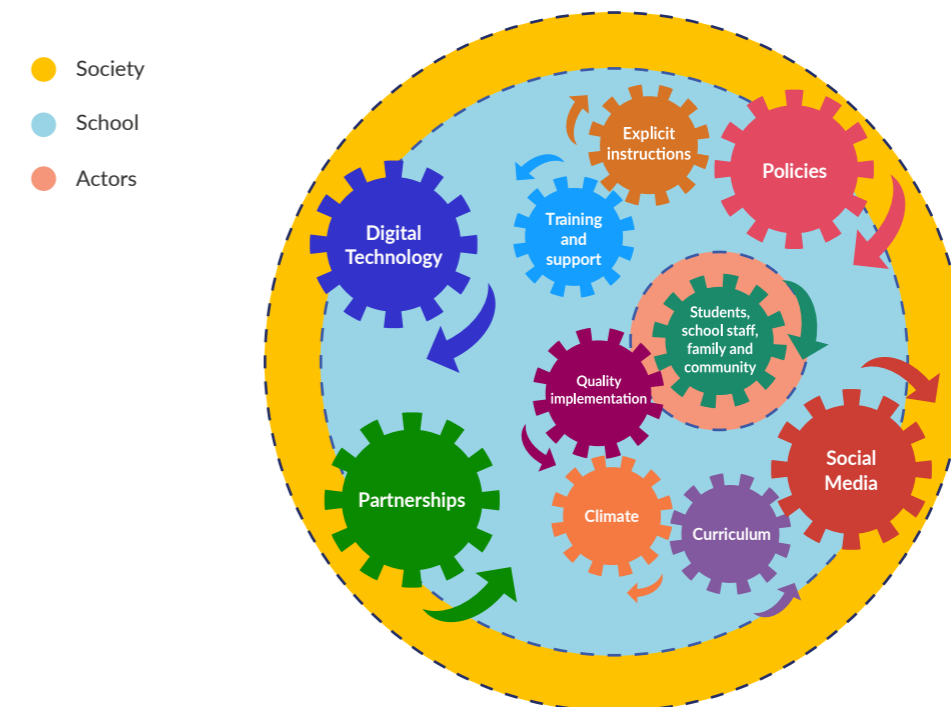 Society
School
Actors
Explicit
instructions
Policies
Digital
Technology
Training
and
support
Students,
school staff,
family and
community
Quality
implementation
Social
Media
Partnerships
Climate
Curriculum